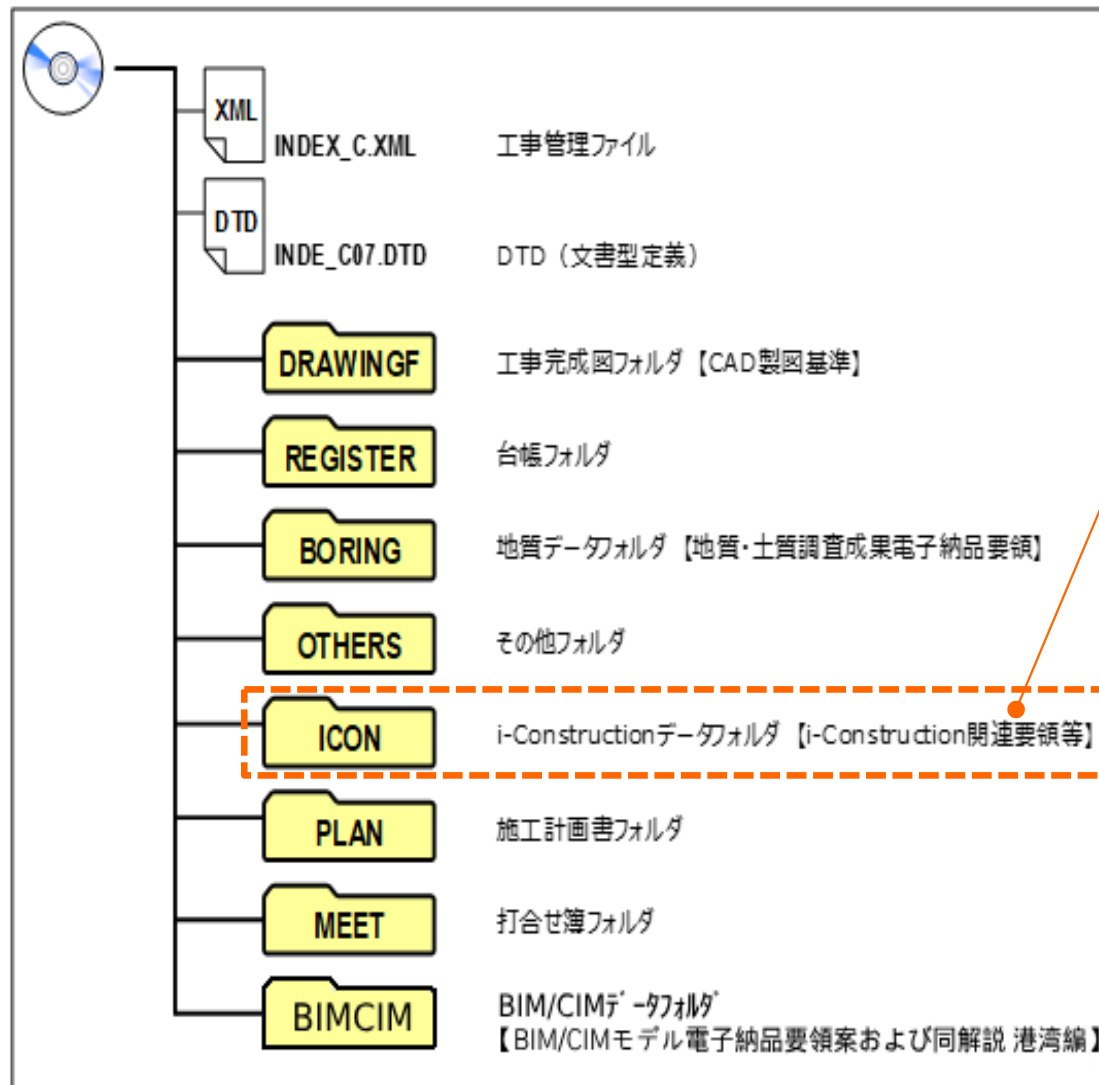 XML
INDEX_C.XML 工事管理ファイル
DTD
INDE_C07.DTD DTD（文書型定義）
DRAWINGF 工事完成図フォルダ【CAD製図基準】
REGISTER 台帳フォルダ
BORING 地質データフォルダ【地質・土質調査成果電子納品要領】
OTHERS その他フォルダ
ICON i-Constructionデータフォルダ【i-Construction関連要領等】
PLAN 施工計画書フォルダ
MEET 打合せ簿フォルダ
BIMCIM BIM/CIMデータフォルダ
【BIM/CIMモデル電子納品要領案および同解説 港湾編】